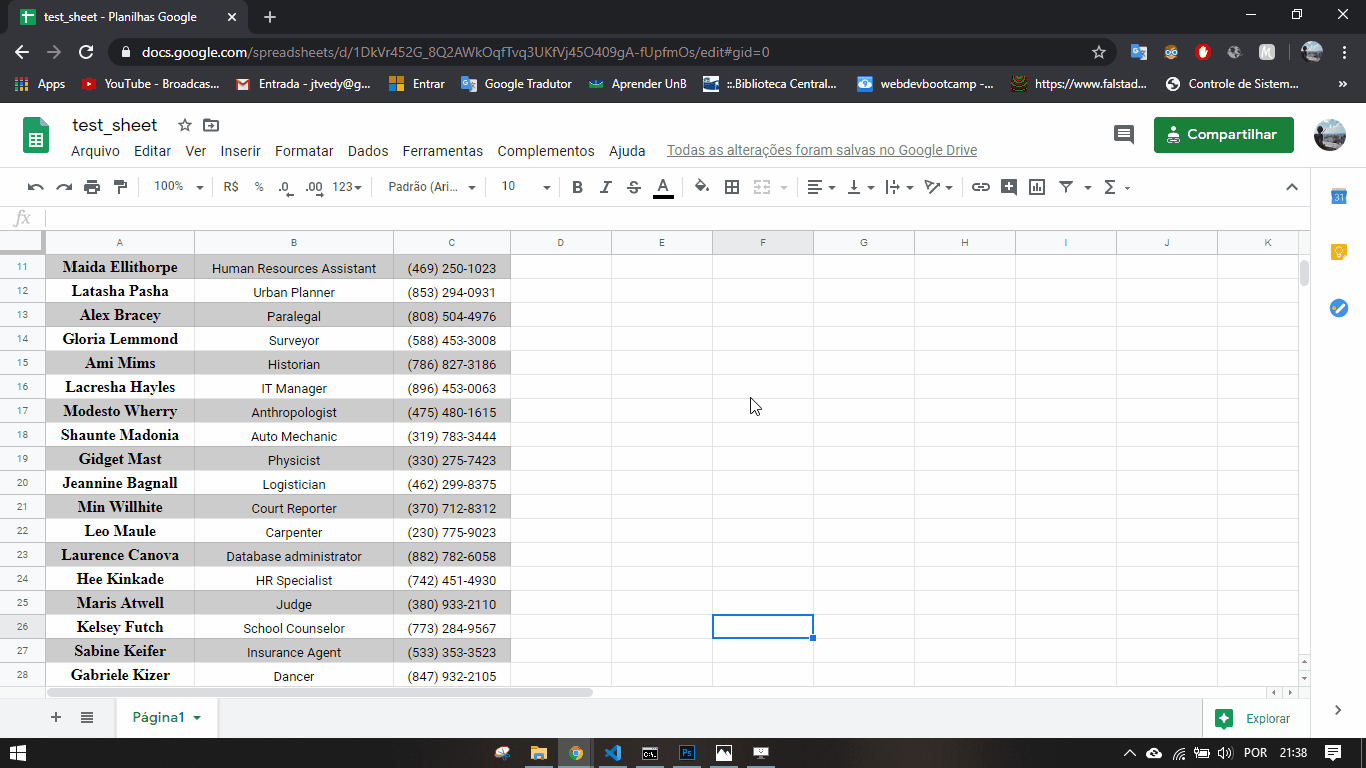 test_sheet - Planilhas Google
docs.google.com/spreadsheets/d/1DkVr452G_8Q2AWkOqfTvq3UKfVj45O409gA-fUpfmOs/edit#gid=0
Apps YouTube - Broadcas... Entrada - jtvedy@g... Entrar Google Tradutor Aprender UnB ::.Biblioteca Central... webdevbootcamp -... https://www.falstad... Controle de Sistem... »
test_sheet
Compartilhar
Arquivo Editar Ver Inserir Formatar Dados Ferramentas Complementos Ajuda Todas as alterações foram salvas no Google Drive
100% R$ % .0 .00 123 Padrão (Ari... 10 B I S A Σ
fx
A B C D E F G H I J K
11 Maida Ellithorpe Human Resources Assistant (469) 250-1023
12 Latasha Pasha Urban Planner (853) 294-0931
13 Alex Bracey Paralegal (808) 504-4976
14 Gloria Lemmond Surveyor (588) 453-3008
15 Ami Mims Historian (786) 827-3186
16 Lacresha Hayles IT Manager (896) 453-0063
17 Modesto Wherry Anthropologist (475) 480-1615
18 Shaunte Madonia Auto Mechanic (319) 783-3444
19 Gidget Mast Physicist (330) 275-7423
20 Jeannine Bagnall Logistician (462) 299-8375
21 Min Willhite Court Reporter (370) 712-8312
22 Leo Maule Carpenter (230) 775-9023
23 Laurence Canova Database administrator (882) 782-6058
24 Hee Kinkade HR Specialist (742) 451-4930
25 Maris Atwell Judge (380) 933-2110
26 Kelsey Futch School Counselor (773) 284-9567
27 Sabine Keifer Insurance Agent (533) 353-3523
28 Gabriele Kizer Dancer (847) 932-2105
31
Página1
Explorar
C:\. Ps POR 21:38